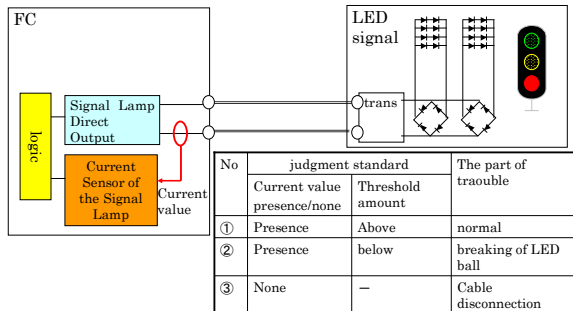 FC
LED
signal
Signal Lamp
Direct
Output
trans
logic
Current
Sensor of
the Signal
Lamp
Current
value
No
judgment standard
The part of
traouble
Current value
presence/none
Threshold
amount
① Presence Above normal
② Presence below breaking of LED
ball
③ None － Cable
disconnection